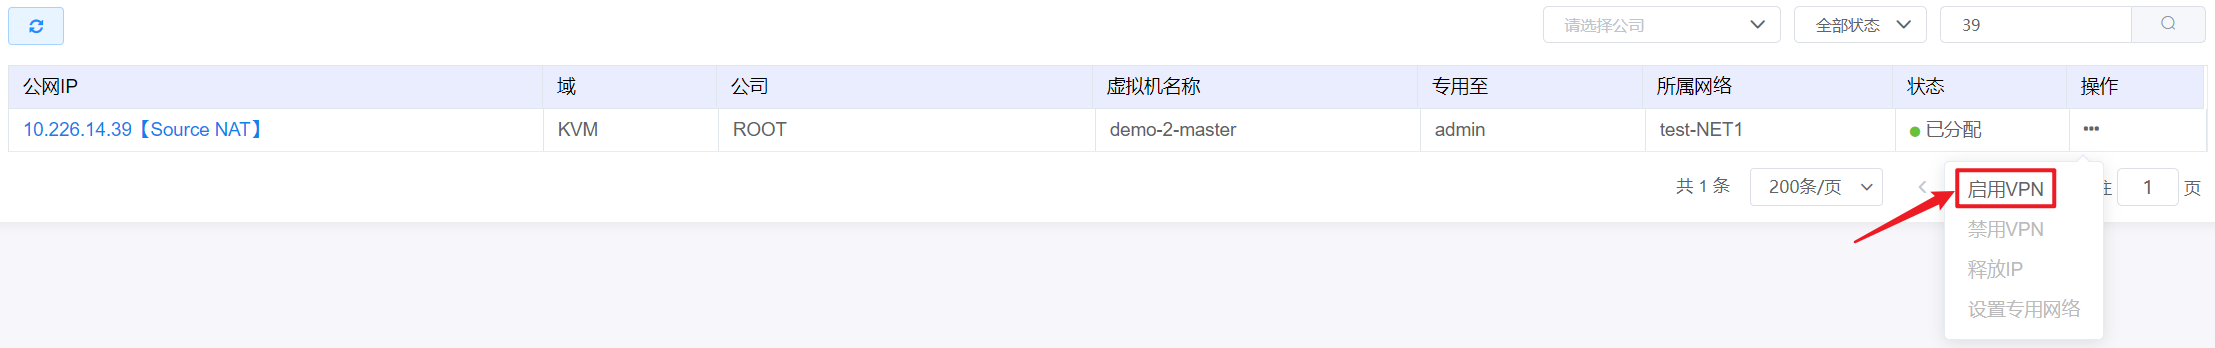 请选择公司 全部状态 39
公网IP 域 公司 虚拟机名称 专用至 所属网络 状态 操作
10.226.14.39【Source NAT】 KVM ROOT demo-2-master admin test-NET1 已分配 •••
共 1 条 200条/页 1 页
启用VPN
禁用VPN
释放IP
设置专用网络